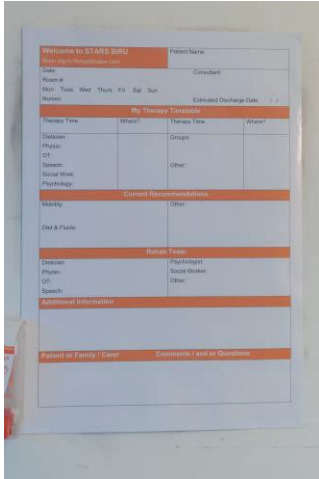 Welcome to STARS BIRU Patient Name
Brain Injury Rehabilitation Unit
Date: Consultant:
Room #:
Mon Tues Wed Thurs Fri Sat Sun
Nurses: Estimated Discharge Date: / /
My Therapy Timetable
Therapy Time Where? Therapy Time Where?
Dietician: Groups:
Physio:
OT:
Speech: Other:
Social Work:
Psychology:
Current Recommendations
Mobility: Other:
Diet & Fluids:
Rehab Team
Dietician: Psychologist:
Physio: Social Worker:
OT: Other:
Speech:
Additional Information
Patient or Family / Carer Comments / and or Questions